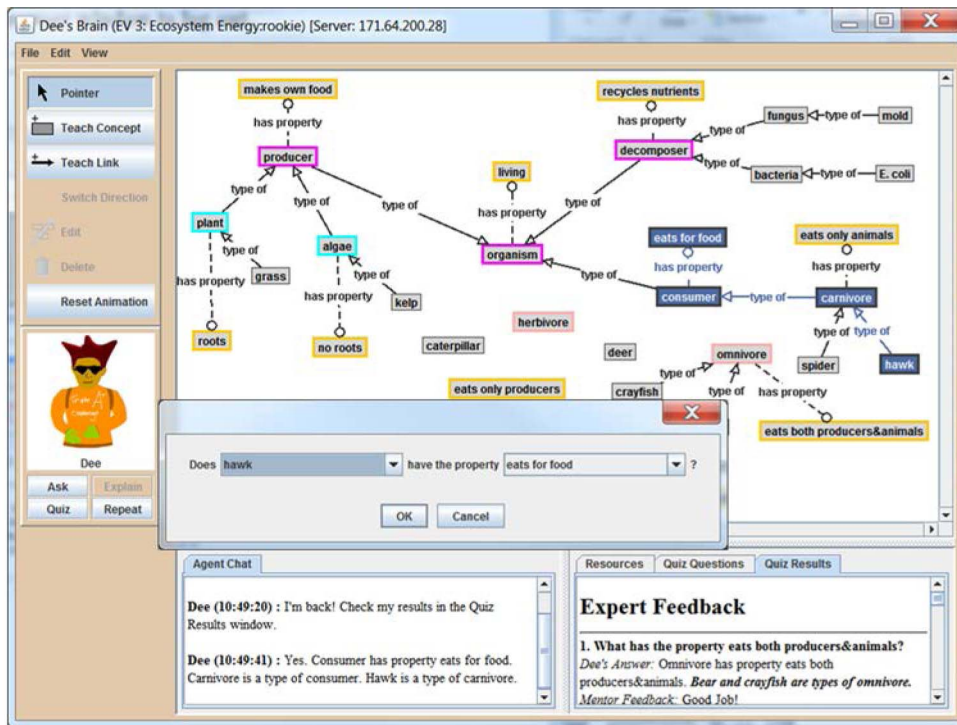 Dee's Brain (EV 3: Ecosystem Energy:rookie) [Server: 171.64.200.28]
File Edit View
Pointer
Teach Concept
Teach Link
Switch Direction
Edit
Delete
Reset Animation
Dee
Ask Explain
Quiz Repeat
makes own food
has property
producer
type of
type of
type of
plant
algae
type of
grass
type of
kelp
has property
has property
roots
no roots
living
has property
organism
recycles nutrients
has property
decomposer
type of
type of
fungus
type of
mold
type of
bacteria
type of
E. coli
eats for food
has property
type of
consumer
type of
carnivore
eats only animals
has property
type of
type of
spider
hawk
herbivore
caterpillar
deer
omnivore
crayfish
type of
type of
has property
eats only producers
eats both producers&animals
Does hawk have the property eats for food ?
OK Cancel
Agent Chat
Dee (10:49:20) : I'm back! Check my results in the Quiz
Results window.
Dee (10:49:41) : Yes. Consumer has property eats for food.
Carnivore is a type of consumer. Hawk is a type of carnivore.
Resources Quiz Questions Quiz Results
Expert Feedback
1. What has the property eats both producers&animals?
Dee's Answer: Omnivore has property eats both
producers&animals. Bear and crayfish are types of omnivore.
Mentor Feedback: Good Job!